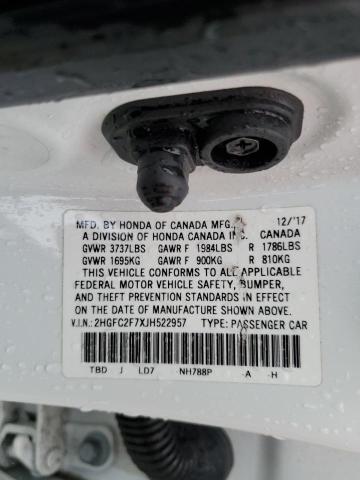 MFD. BY HONDA OF CANADA MFG., 12/'17
A DIVISION OF HONDA CANADA INC. CANADA
GVWR 3737LBS GAWR F 1984LBS R 1786LBS
GVWR 1695KG GAWR F 900KG R 810KG
THIS VEHICLE CONFORMS TO ALL APPLICABLE
FEDERAL MOTOR VEHICLE SAFETY, BUMPER,
AND THEFT PREVENTION STANDARDS IN EFFECT
ON THE DATE OF MANUFACTURE SHOWN ABOVE.
V.I.N.: 2HGFC2F7XJH522957 TYPE: PASSENGER CAR
TBD J LD7 NH788P -A -H